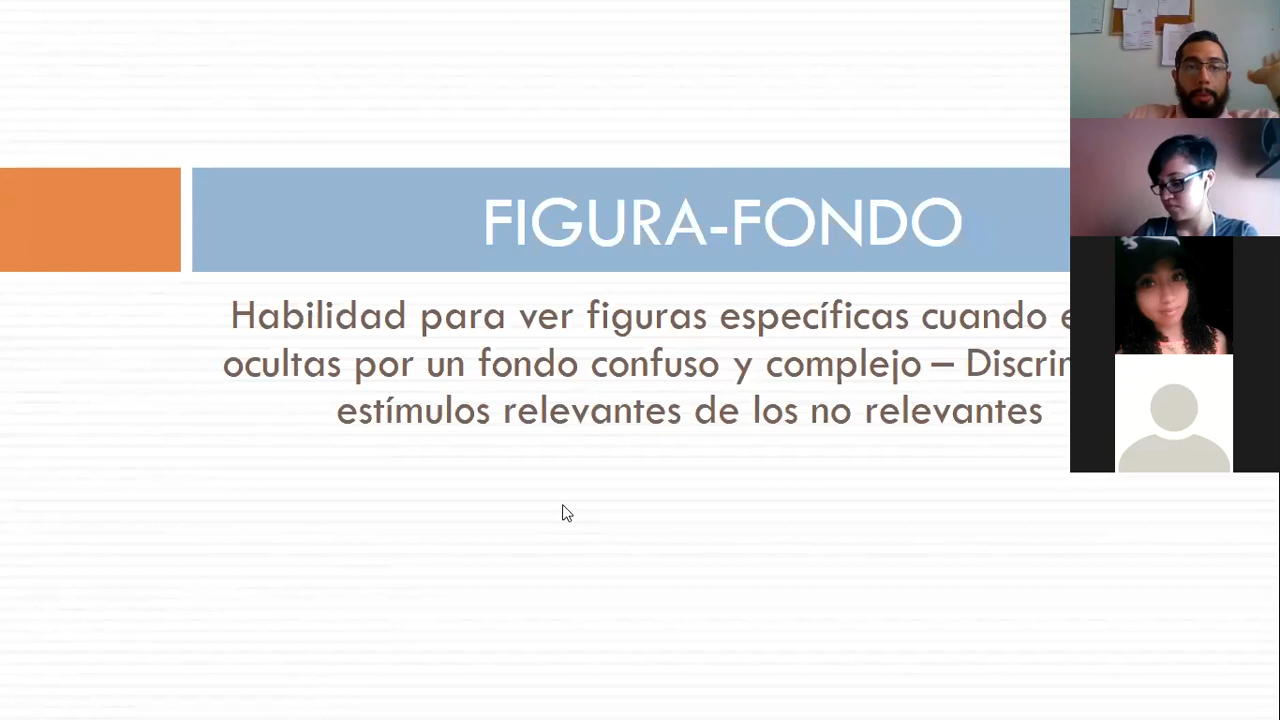 FIGURA-FONDO
Habilidad para ver figuras específicas cuando
ocultas por un fondo confuso y complejo –
estímulos relevantes de los no relevantes